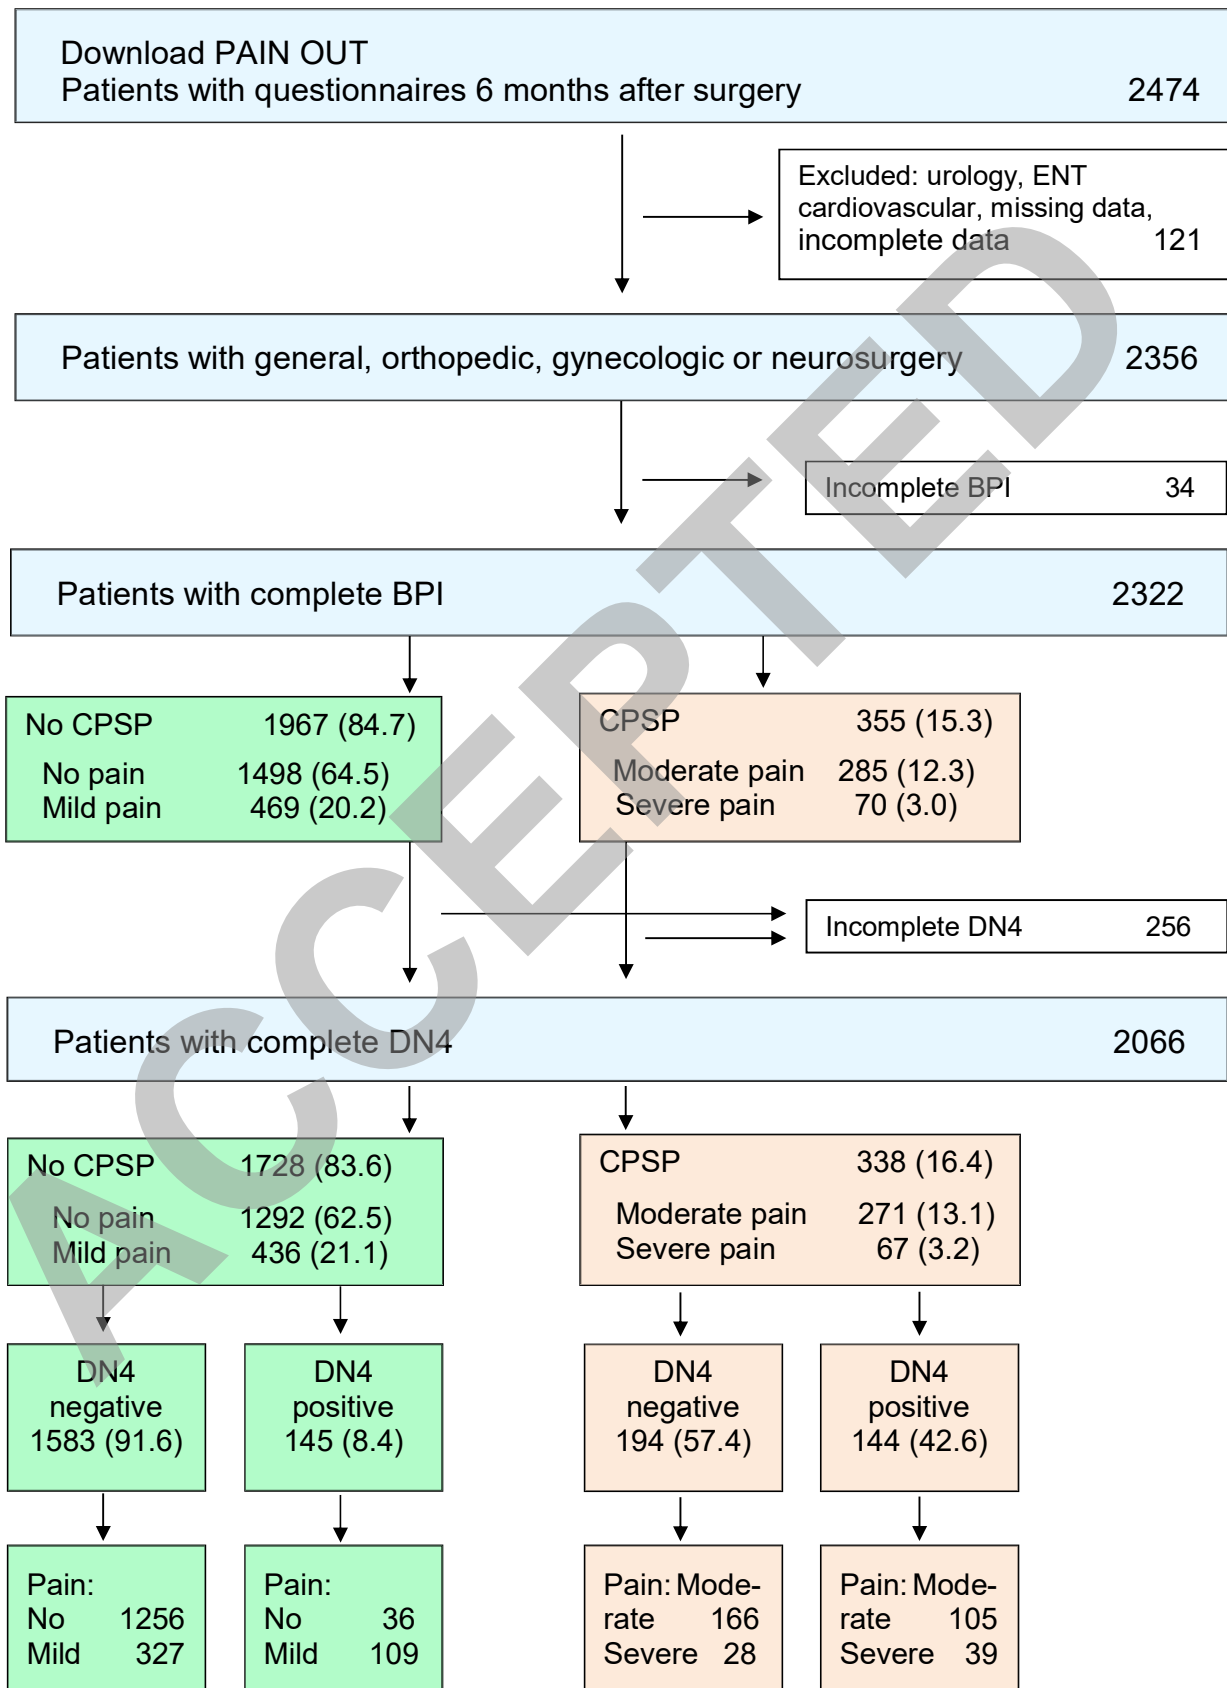 Download PAIN OUT
Patients with questionnaires 6 months after surgery 2474
Excluded: urology, ENT
cardiovascular, missing data,
incomplete data 121
Patients with general, orthopedic, gynecologic or neurosurgery 2356
Incomplete BPI 34
Patients with complete BPI 2322
No CPSP 1967 (84.7)
No pain 1498 (64.5)
Mild pain 469 (20.2)
CPSP 355 (15.3)
Moderate pain 285 (12.3)
Severe pain 70 (3.0)
Incomplete DN4 256
Patients with complete DN4 2066
No CPSP 1728 (83.6)
No pain 1292 (62.5)
Mild pain 436 (21.1)
CPSP 338 (16.4)
Moderate pain 271 (13.1)
Severe pain 67 (3.2)
DN4
negative
1583 (91.6)
DN4
positive
145 (8.4)
DN4
negative
194 (57.4)
DN4
positive
144 (42.6)
Pain:
No 1256
Mild 327
Pain:
No 36
Mild 109
Pain: Mode-
rate 166
Severe 28
Pain: Mode-
rate 105
Severe 39
ACCEPTED